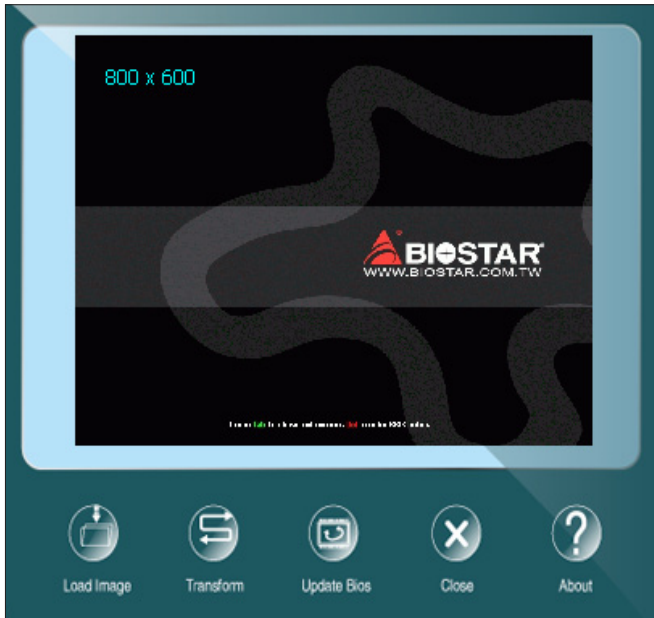 800 x 600
BIOSTAR
WWW.BIOSTAR.COM.TW
Load Image
Transform
Update Bios
Close
About